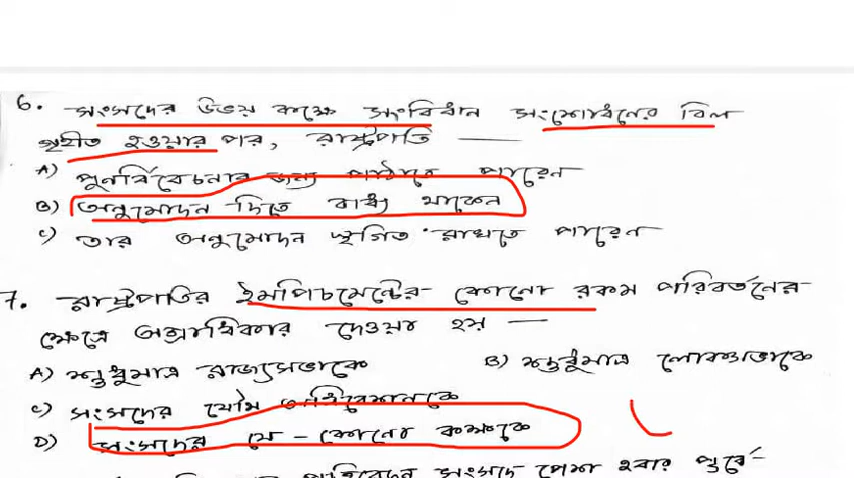 6. সংসদের উভয় কক্ষে সংবিধান সংশোধনের বিল
গৃহীত হওয়ার পর, রাষ্ট্রপতি —
A) পুনর্বিবেচনার জন্য পাঠাতে পারেন
B) অনুমোদন দিতে বাধ্য থাকেন
C) তার অনুমোদন স্থগিত রাখতে পারেন
7. রাষ্ট্রপতির ইমপিচমেন্টের কোনো রকম পরিবর্তনের
ক্ষেত্রে অগ্রাধিকার দেওয়া হয় —
A) শুধুমাত্র রাজ্যসভাকে B) শুধুমাত্র লোকসভাকে
C) সংসদের যৌথ অধিবেশনকে
D) সংসদের যে-কোনো কক্ষকে
প্রতিবেদন সংসদে পেশ হবার পূর্বে